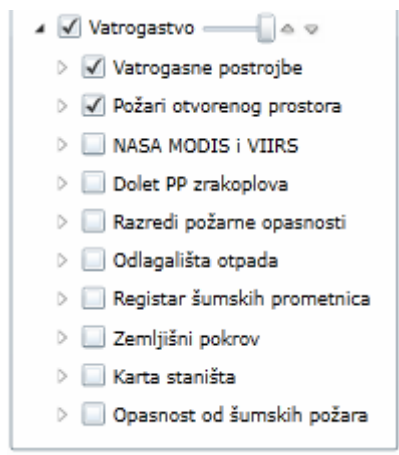 Vatrogastvo
Vatrogasne postrojbe
Požari otvorenog prostora
NASA MODIS i VIIRS
Dolet PP zrakoplova
Razredi požarne opasnosti
Odlagališta otpada
Registar šumskih prometnica
Zemljišni pokrov
Karta staništa
Opasnost od šumskih požara